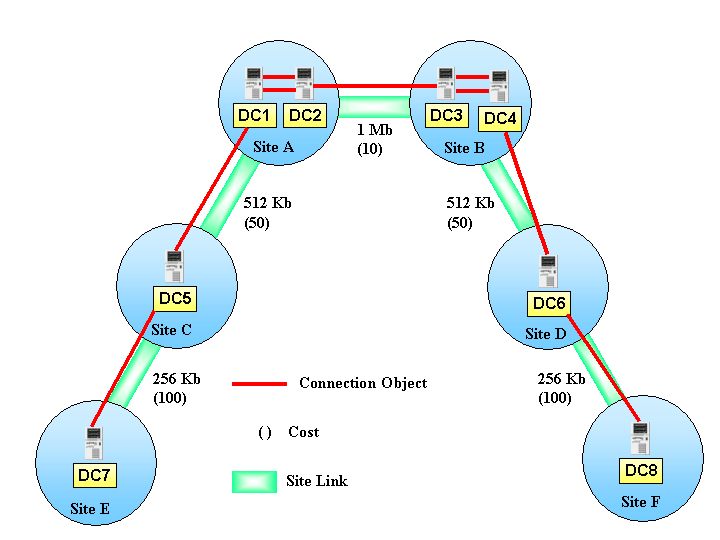 DC1
DC2
Site A
DC3
DC4
Site B
1 Mb
(10)
512 Kb
(50)
512 Kb
(50)
DC5
Site C
DC6
Site D
256 Kb
(100)
256 Kb
(100)
Connection Object
( ) Cost
Site Link
DC7
Site E
DC8
Site F